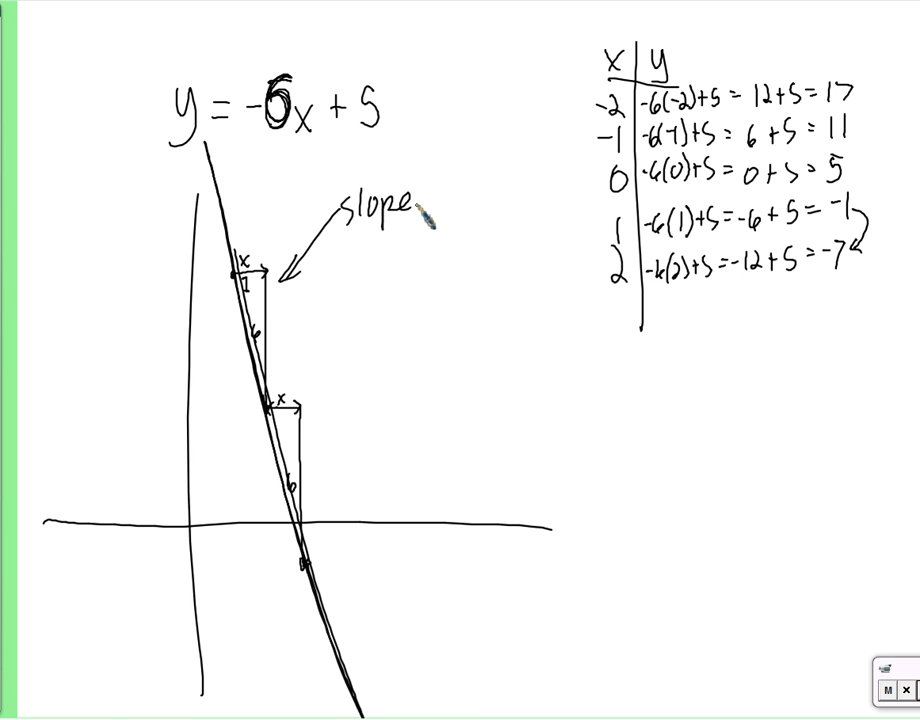 y = -6x + 5
x y
-2 -6(-2)+5 = 12+5=17
-1 -6(-1)+5= 6+5=11
0 -6(0)+5= 0+5= 5
1 -6(1)+5=-6+5=-1
2 -6(2)+5=-12+5=-7
slope
x
1
6
x
6
M X